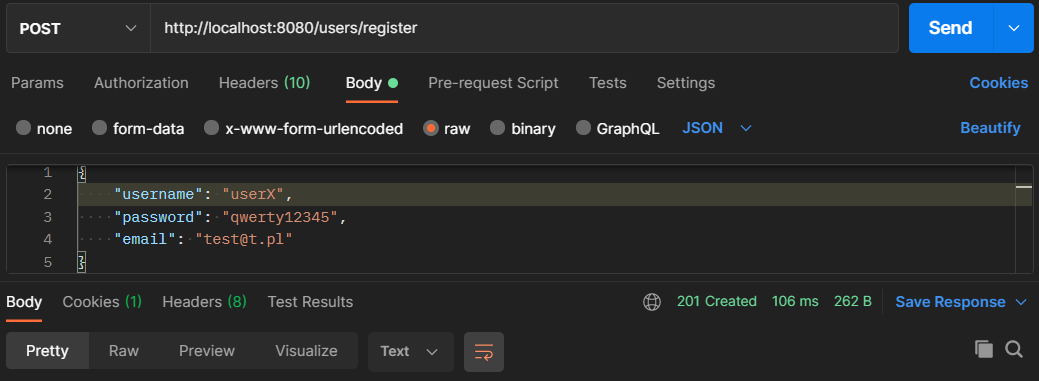 POST http://localhost:8080/users/register Send
Params Authorization Headers (10) Body Pre-request Script Tests Settings Cookies
none form-data x-www-form-urlencoded raw binary GraphQL JSON Beautify
1 {
2 "username": "userX",
3 "password": "qwerty12345",
4 "email": "test@t.pl"
5 }
Body Cookies (1) Headers (8) Test Results 201 Created 106 ms 262 B Save Response
Pretty Raw Preview Visualize Text